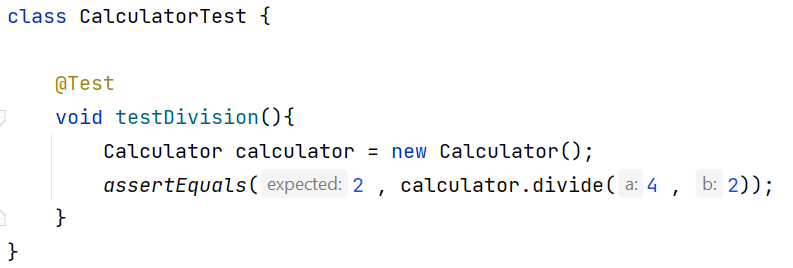 class CalculatorTest {
@Test
void testDivision(){
Calculator calculator = new Calculator();
assertEquals( expected: 2 , calculator.divide( a: 4 , b: 2));
}
}